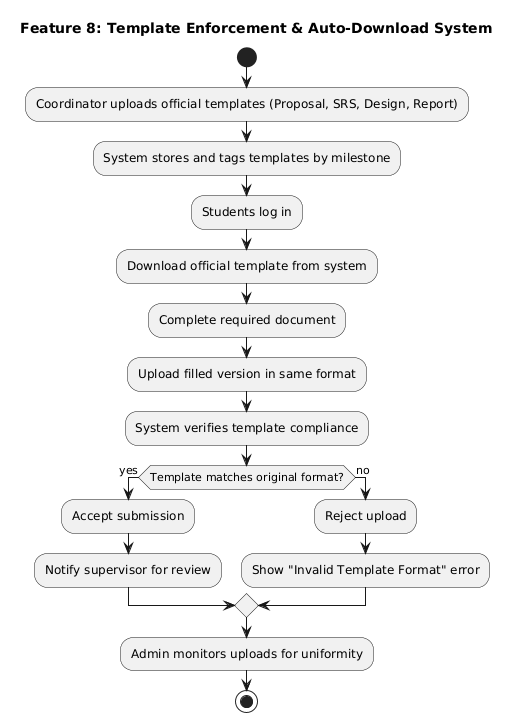 Feature 8: Template Enforcement & Auto-Download System
Coordinator uploads official templates (Proposal, SRS, Design, Report)
System stores and tags templates by milestone
Students log in
Download official template from system
Complete required document
Upload filled version in same format
System verifies template compliance
yes
Template matches original format?
no
Accept submission
Reject upload
Notify supervisor for review
Show "Invalid Template Format" error
Admin monitors uploads for uniformity